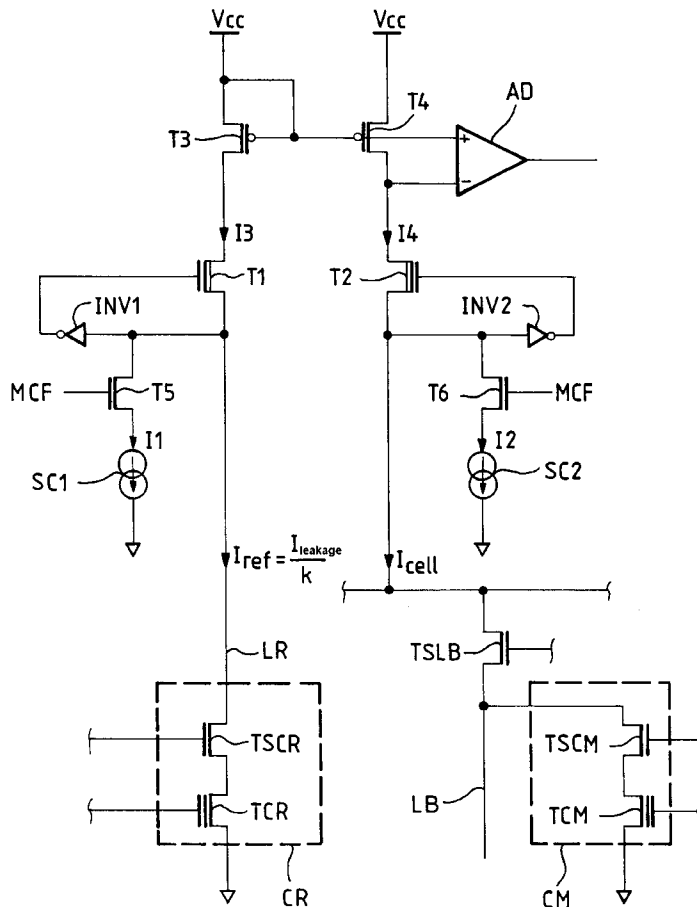 Vcc Vcc
AD
T3 T4
+
−
I3 I4
T1 T2
INV1 INV2
MCF T5 T6 MCF
I1 I2
SC1 SC2
Iref = Ileakage/k Icell
LR TSLB
TSCR TSCM
TCR LB TCM
CR CM